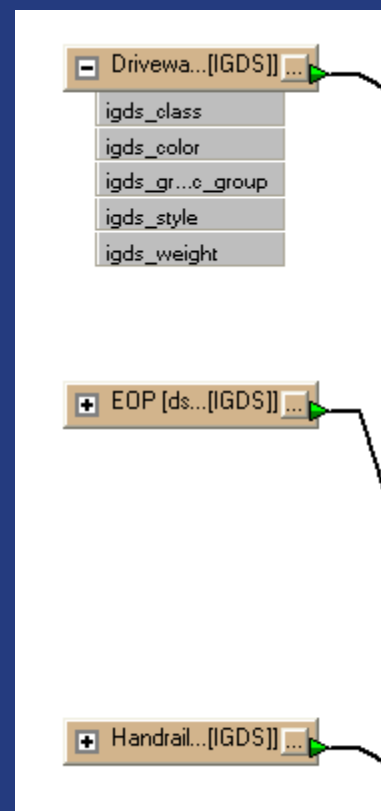 Drivewa...[IGDS]] ...
igds_class
igds_color
igds_gr...c_group
igds_style
igds_weight
EOP [ds...[IGDS]] ...
Handrail...[IGDS]] ...